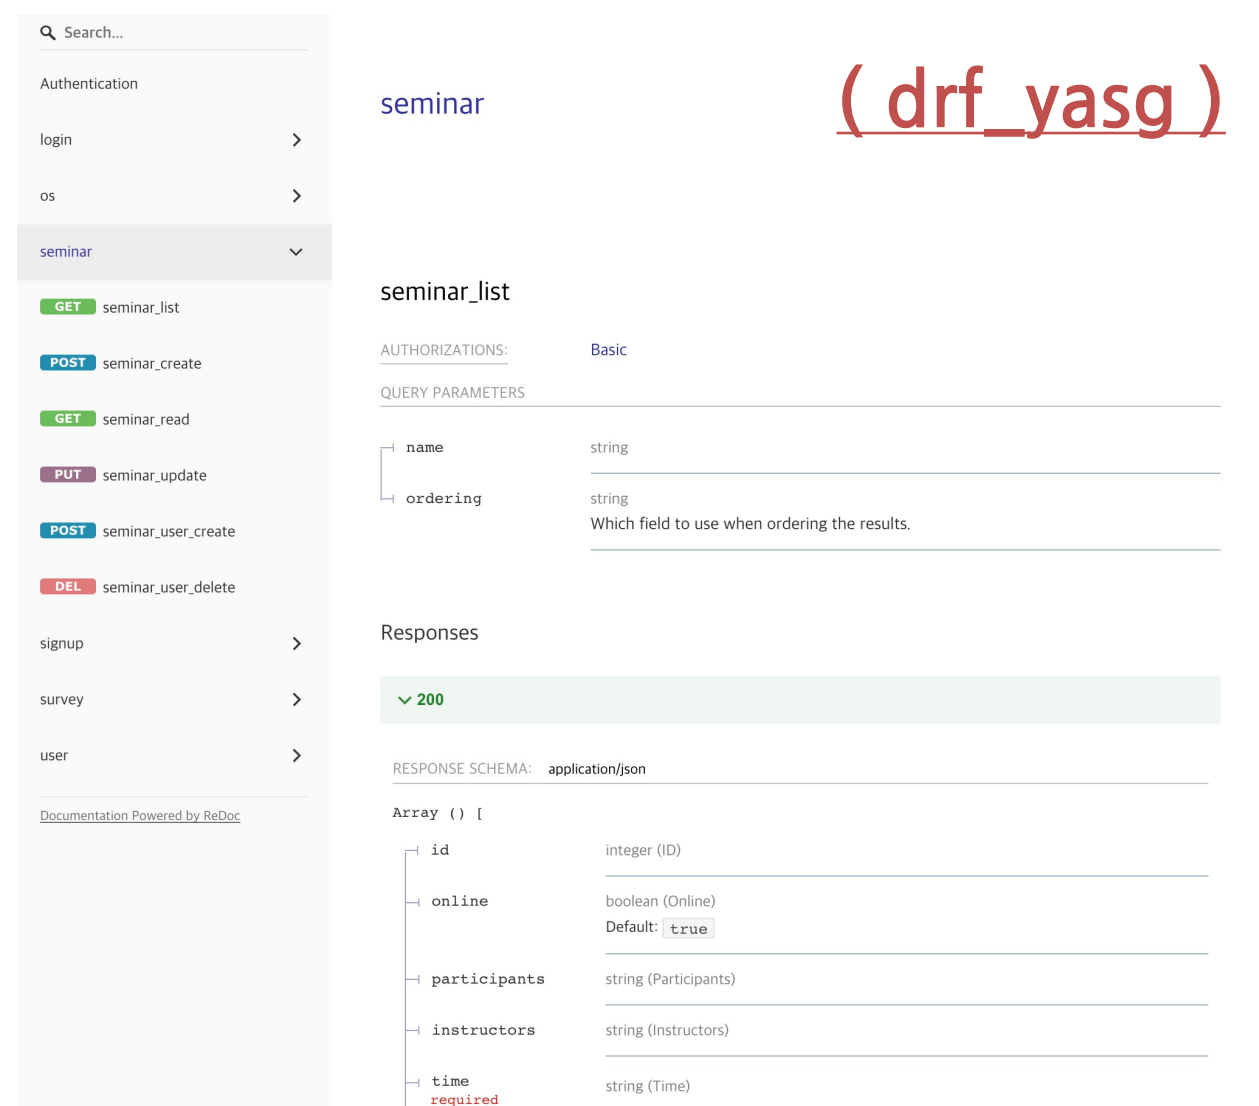 Search...
Authentication
login
os
seminar
GET seminar_list
POST seminar_create
GET seminar_read
PUT seminar_update
POST seminar_user_create
DEL seminar_user_delete
signup
survey
user
Documentation Powered by ReDoc
seminar
( drf_yasg )
seminar_list
AUTHORIZATIONS: Basic
QUERY PARAMETERS
name string
ordering string
Which field to use when ordering the results.
Responses
200
RESPONSE SCHEMA: application/json
Array () [
id integer (ID)
online boolean (Online)
Default: true
participants string (Participants)
instructors string (Instructors)
time string (Time)
required